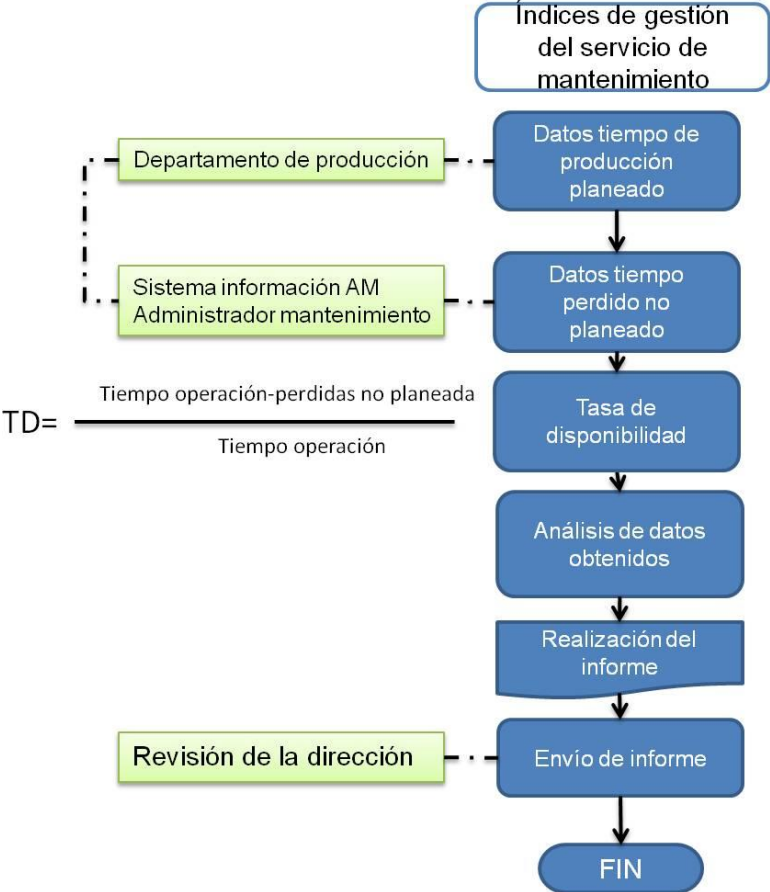 Índices de gestión
del servicio de
mantenimiento
Datos tiempo de
producción
planeado
Departamento de producción
Datos tiempo
perdido no
planeado
Sistema información AM
Administrador mantenimiento
Tasa de
disponibilidad
TD=
Tiempo operación-perdidas no planeada
Tiempo operación
Análisis de datos
obtenidos
Realización del
informe
Envío de informe
Revisión de la dirección
FIN